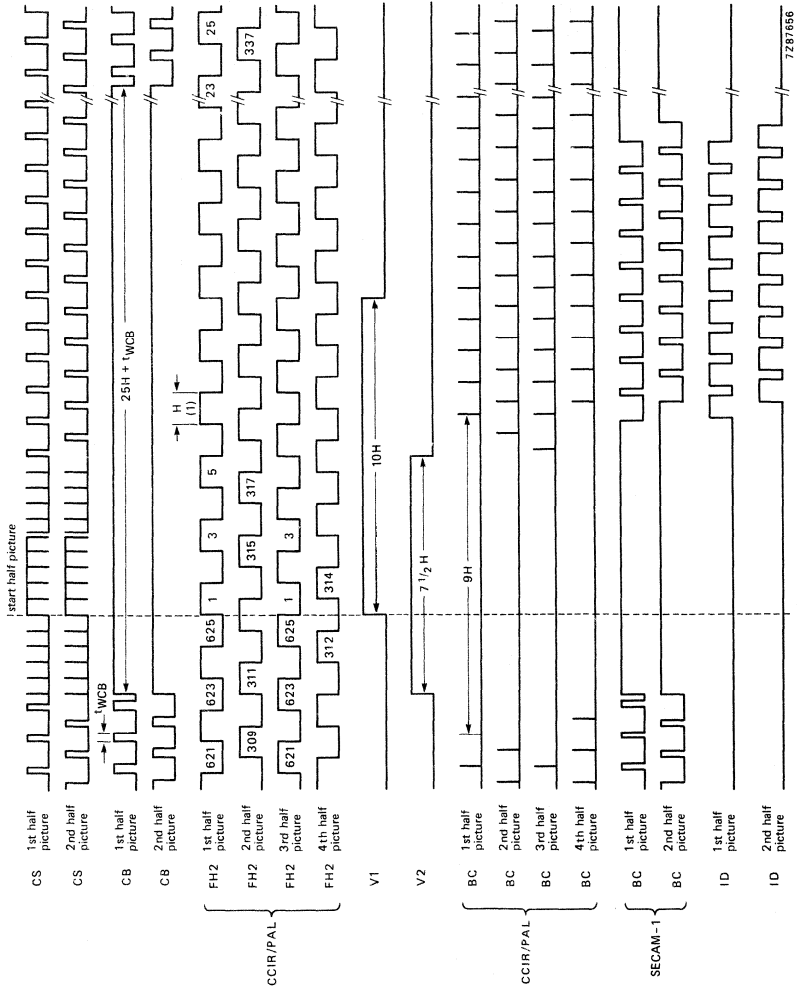 start half picture
CS 1st half picture
CS 2nd half picture
tWCB
CB 1st half picture
25H + tWCB
CB 2nd half picture
H
(1)
CCIR/PAL
FH2 1st half picture
621 623 625 1 3 5 23 25
FH2 2nd half picture
309 311 315 317 337
FH2 3rd half picture
621 623 625 1 3
FH2 4th half picture
312 314
V1
10H
V2
7 1/2 H
CCIR/PAL
BC 1st half picture
9H
BC 2nd half picture
BC 3rd half picture
BC 4th half picture
SECAM-1
BC 1st half picture
BC 2nd half picture
ID 1st half picture
ID 2nd half picture
7Z87656